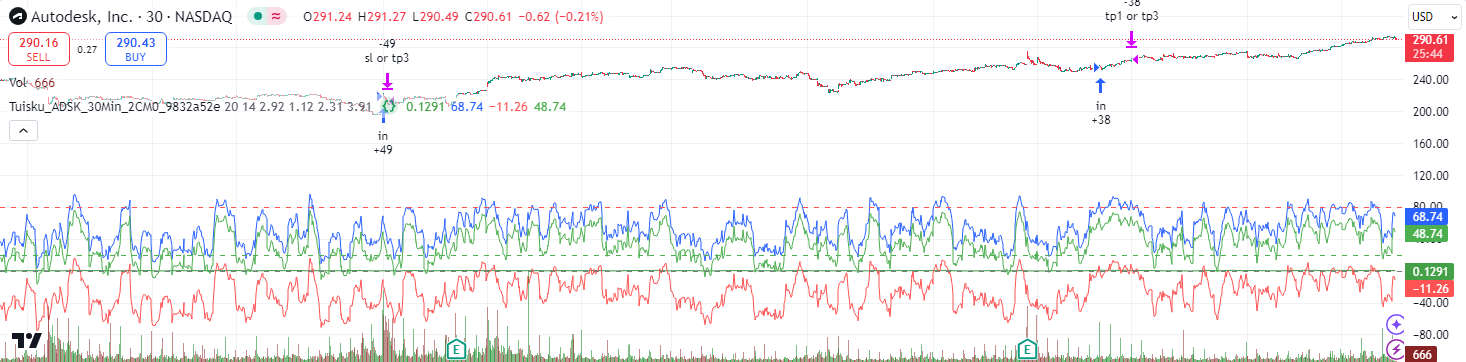 Autodesk, Inc. · 30 · NASDAQ O291.24 H291.27 L290.49 C290.61 −0.62 (−0.21%)
USD
-38
tp1 or tp3
290.16
SELL
0.27
290.43
BUY
-49
sl or tp3
290.61
25:44
Vol 666
240.00
Tuisku_ADSK_30Min_2CM0_9832a52e 20 14 2.92 1.12 2.31 3.91 0.1291 68.74 −11.26 48.74
in
+38
200.00
in
+49
160.00
120.00
80.00
68.74
48.74
0.1291
−11.26
−40.00
−80.00
E
E
666